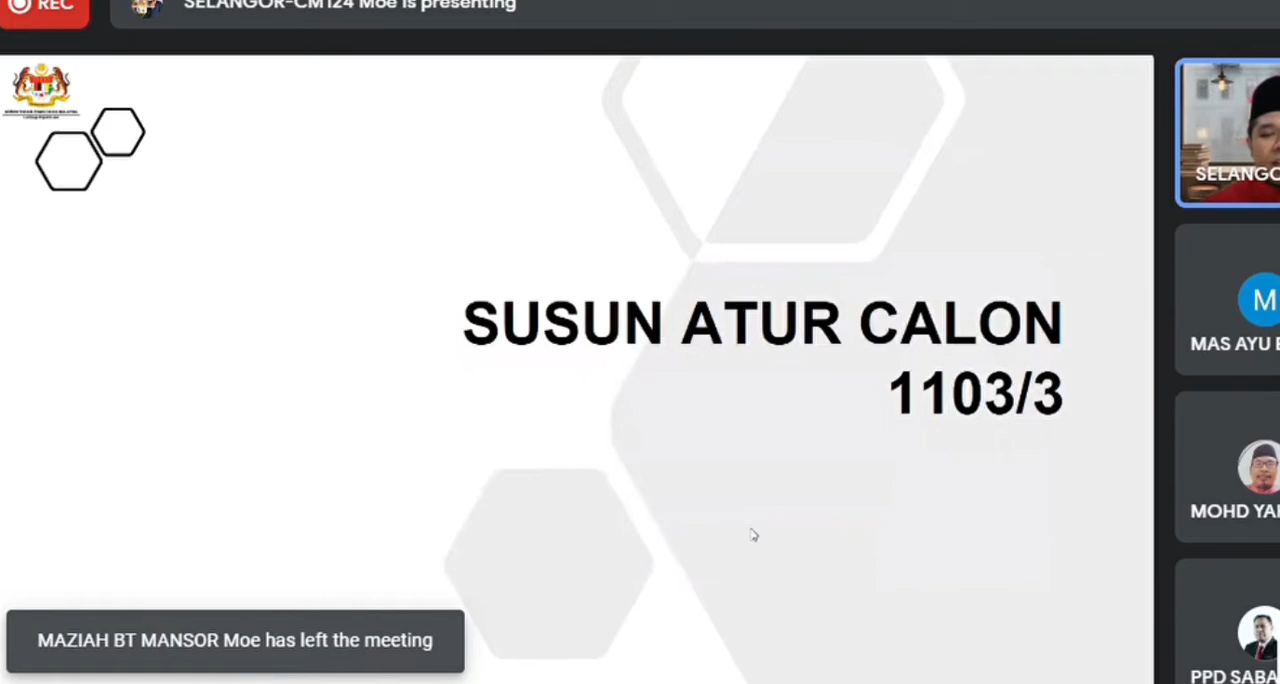 REC
SELANGOR-CM124 Moe is presenting
SELANGO
SUSUN ATUR CALON
1103/3
MAS AYU
MOHD YA
MAZIAH BT MANSOR Moe has left the meeting
PPD SABA